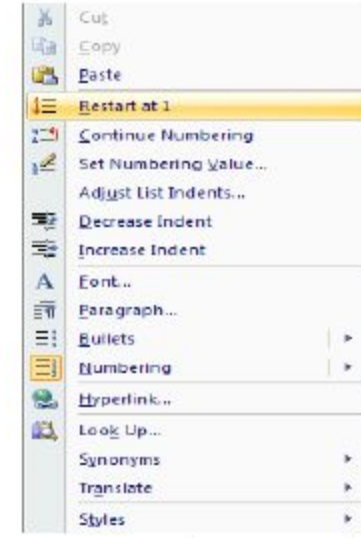 Cut
Copy
Paste
Restart at 1
Continue Numbering
Set Numbering Value...
Adjust List Indents...
Decrease Indent
Increase Indent
Font...
Paragraph...
Bullets
Numbering
Hyperlink...
Look Up...
Synonyms
Translate
Styles